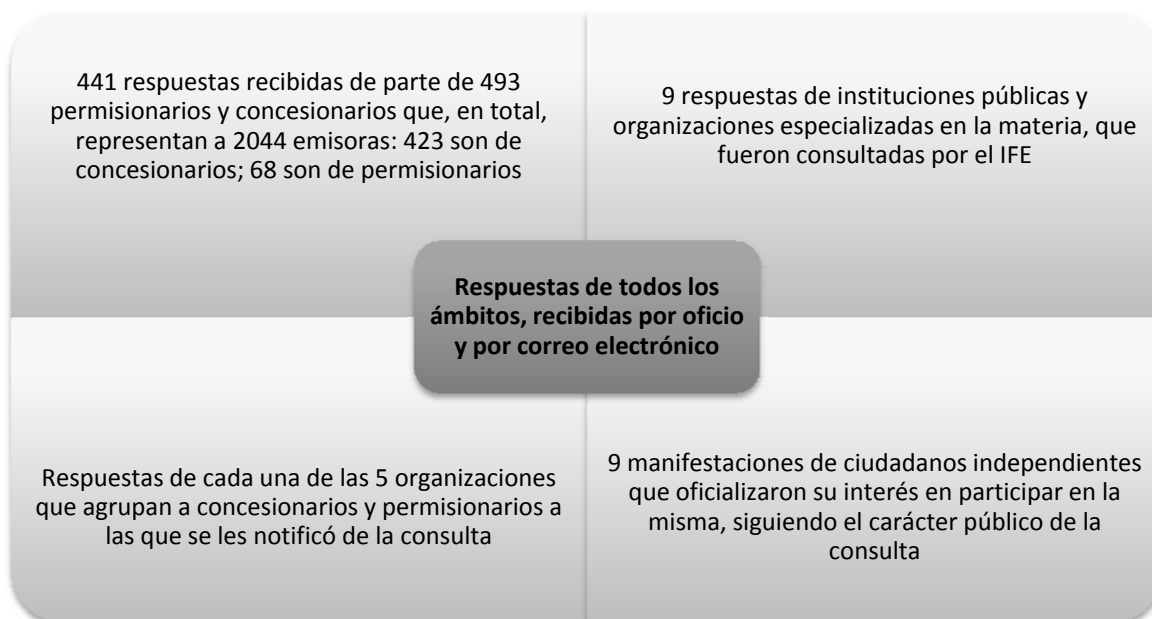 441 respuestas recibidas de parte de 493
permisionarios y concesionarios que, en total,
representan a 2044 emisoras: 423 son de
concesionarios; 68 son de permisionarios
9 respuestas de instituciones públicas y
organizaciones especializadas en la materia, que
fueron consultadas por el IFE
Respuestas de todos los
ámbitos, recibidas por oficio
y por correo electrónico
Respuestas de cada una de las 5 organizaciones
que agrupan a concesionarios y permisionarios a
las que se les notificó de la consulta
9 manifestaciones de ciudadanos independientes
que oficializaron su interés en participar en la
misma, siguiendo el carácter público de la
consulta